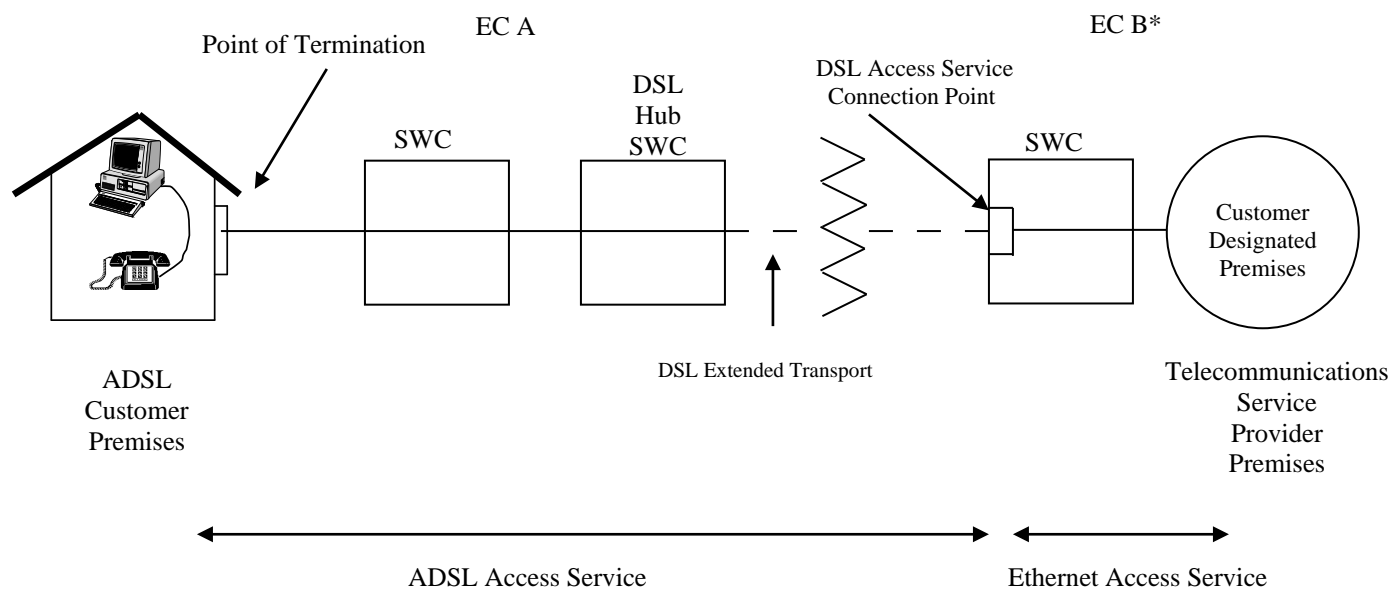 EC A
EC B*
Point of Termination
DSL Access Service
Connection Point
DSL
Hub
SWC
SWC
SWC
Customer
Designated
Premises
DSL Extended Transport
ADSL
Customer
Premises
Telecommunications
Service
Provider
Premises
ADSL Access Service
Ethernet Access Service